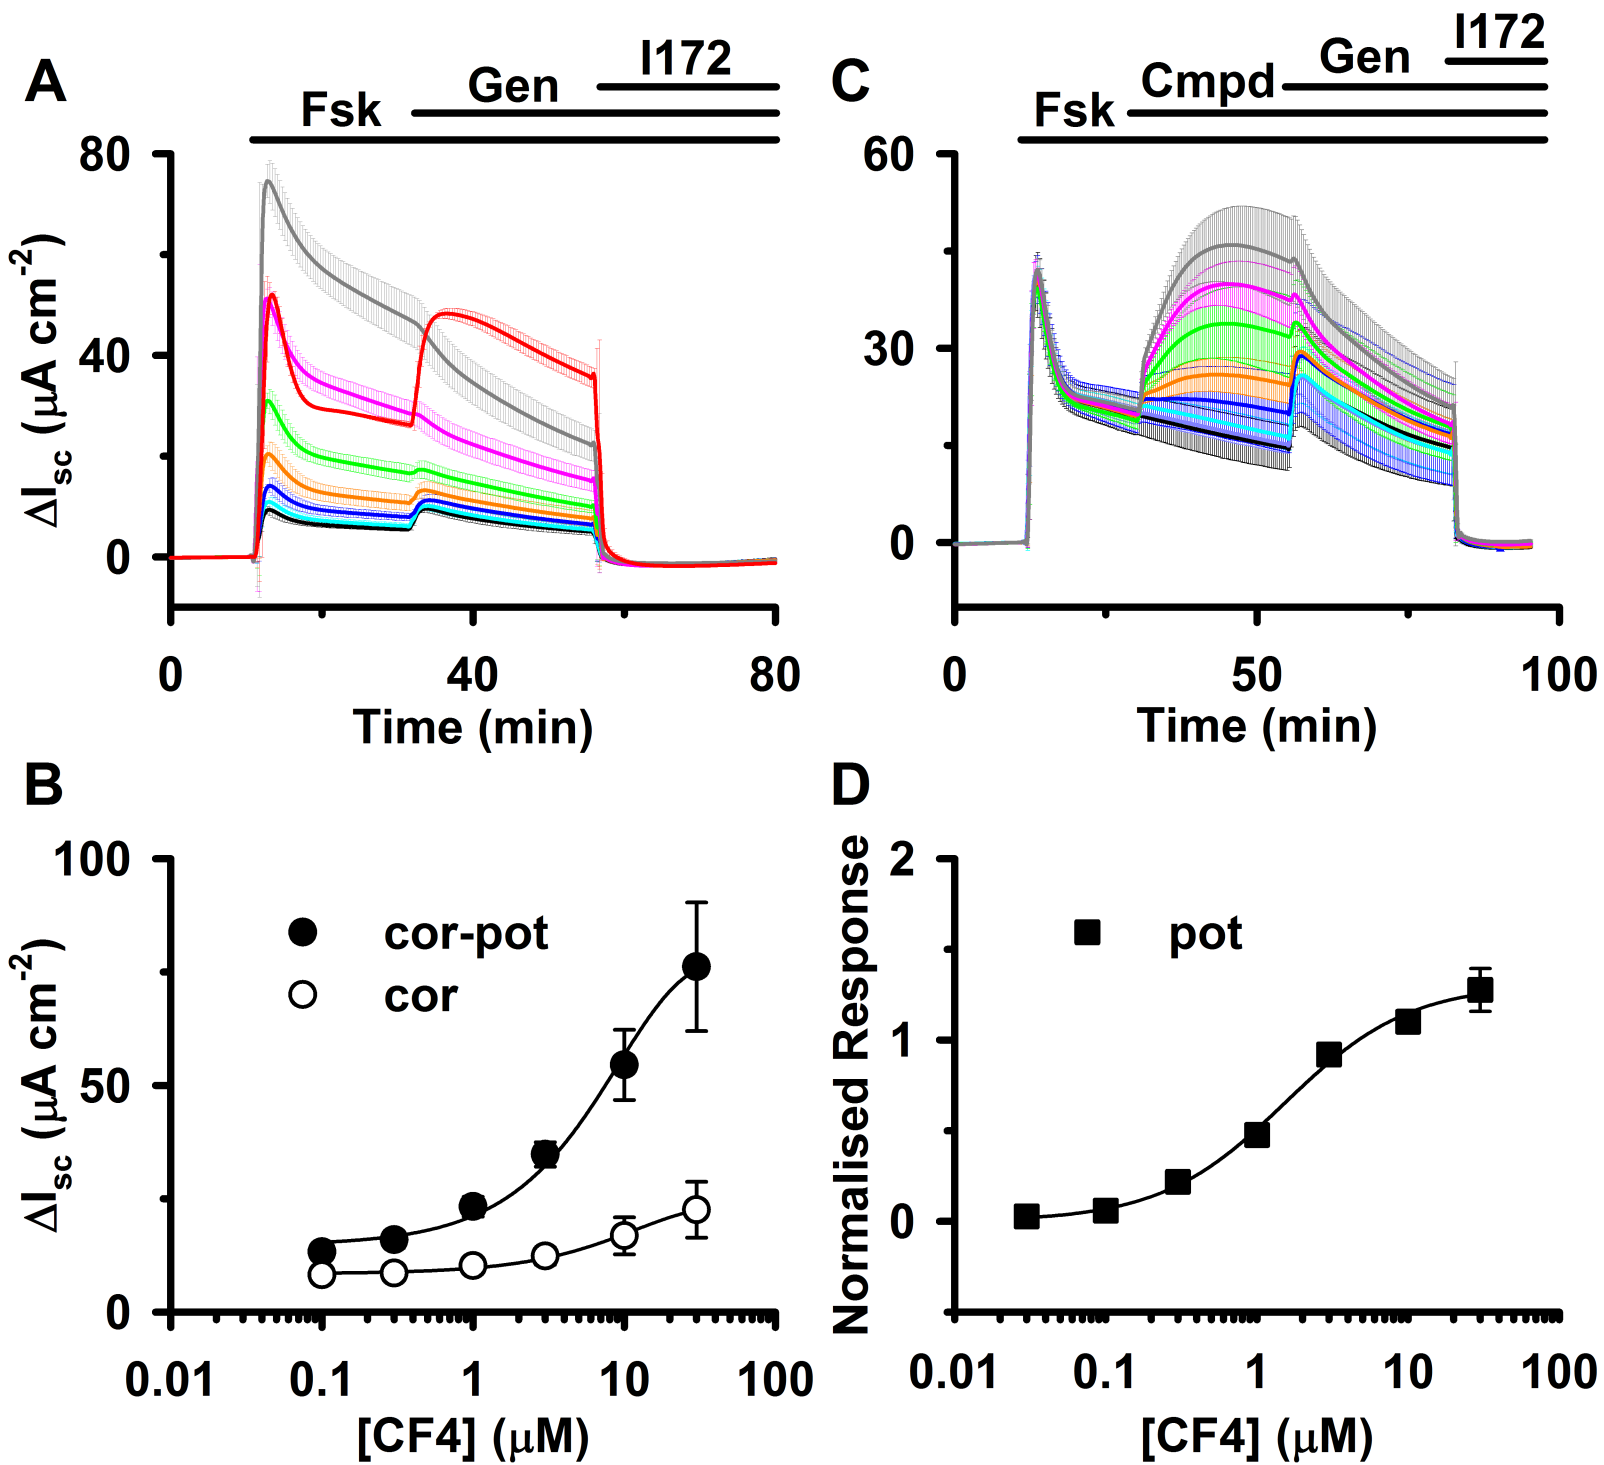 A
I172
Gen
Fsk
80
40
0
ΔIsc (μA cm-2)
0
40
80
Time (min)
C
I172
Gen
Cmpd
Fsk
60
30
0
0
50
100
Time (min)
B
100
50
0
ΔIsc (μA cm-2)
cor-pot
cor
0.01
0.1
1
10
100
[CF4] (μM)
D
2
1
0
Normalised Response
pot
0.01
0.1
1
10
100
[CF4] (μM)